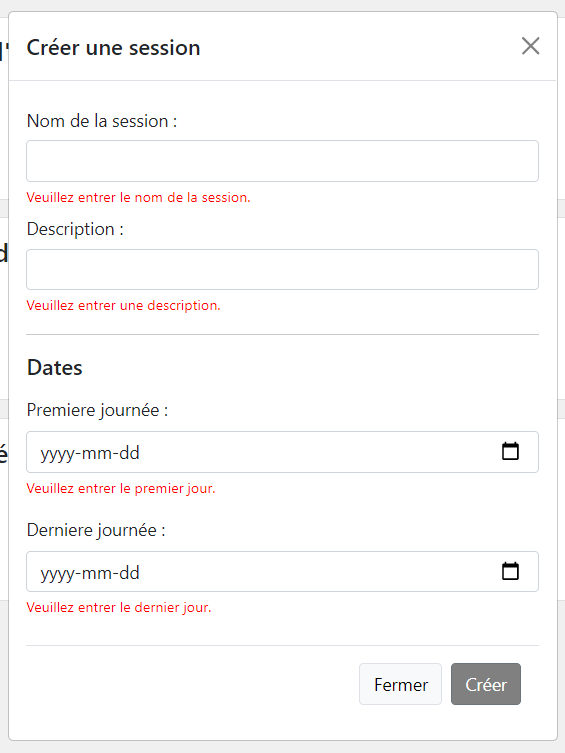 Créer une session
Nom de la session :
Veuillez entrer le nom de la session.
Description :
Veuillez entrer une description.
Dates
Premiere journée :
yyyy-mm-dd
Veuillez entrer le premier jour.
Derniere journée :
yyyy-mm-dd
Veuillez entrer le dernier jour.
Fermer Créer